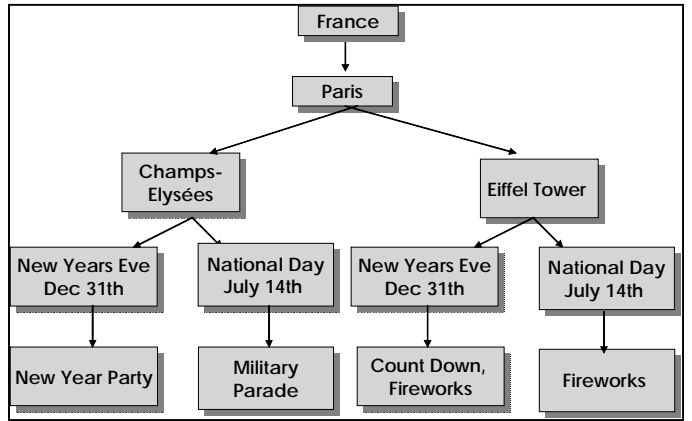 France
Paris
Champs-
Elysées
Eiffel Tower
New Years Eve
Dec 31th
National Day
July 14th
New Years Eve
Dec 31th
National Day
July 14th
New Year Party
Military
Parade
Count Down,
Fireworks
Fireworks